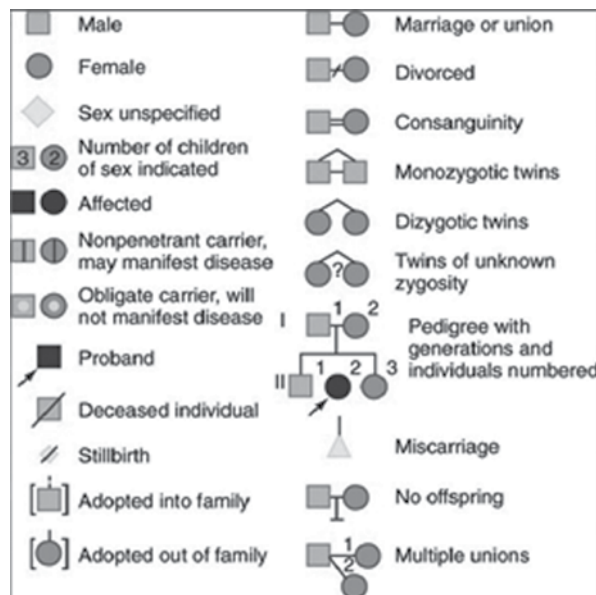 Male
Female
Sex unspecified
3 2 Number of children
of sex indicated
Affected
Nonpenetrant carrier,
may manifest disease
Obligate carrier, will
not manifest disease
Proband
Deceased individual
Stillbirth
[ ] Adopted into family
[ ] Adopted out of family
Marriage or union
Divorced
Consanguinity
Monozygotic twins
Dizygotic twins
? Twins of unknown
zygosity
I 1 2
Pedigree with
generations and
individuals numbered
II 1 2 3
Miscarriage
No offspring
1 Multiple unions
2